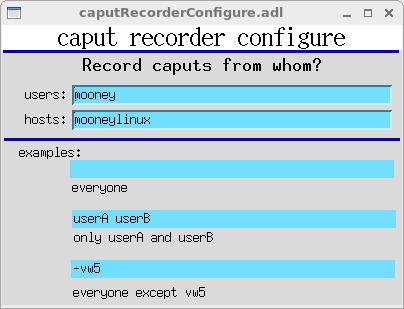 caputRecorderConfigure.adl
caput recorder configure
Record caputs from whom?
users: mooney
hosts: mooneylinux
examples:
everyone
userA userB
only userA and userB
-vw5
everyone except vw5